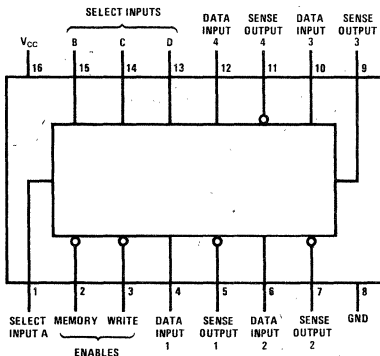 SELECT INPUTS
DATA SENSE DATA SENSE
INPUT OUTPUT INPUT OUTPUT
VCC B C D 4 4 3 3
16 15 14 13 12 11 10 9
1 2 3 4 5 6 7 8
SELECT MEMORY WRITE DATA SENSE DATA SENSE GND
INPUT A INPUT OUTPUT INPUT OUTPUT
1 1 2 2
ENABLES